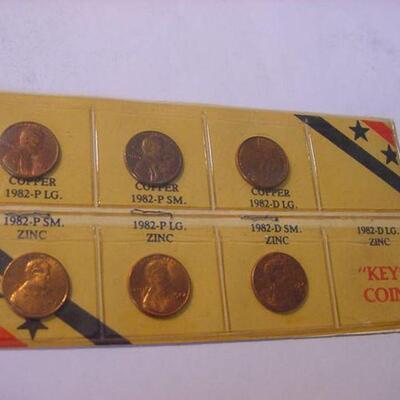 COPPER
1982-P LG.
COPPER
1982-P SM.
COPPER
1982-D LG.
1982-P SM.
ZINC
1982-P LG.
ZINC
1982-D SM.
ZINC
1982-D LG.
ZINC
"KEY"
COIN